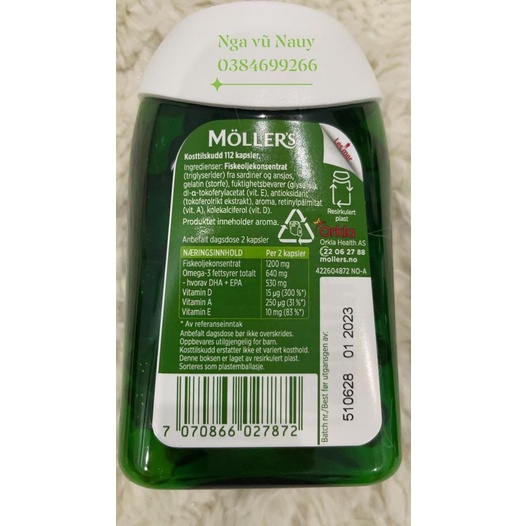 Nga vũ Nauy
0384699266
MÖLLER'S
Kosttilskudd 112 kapsler.
Ingredienser: Fiskeoljekonsentrat
(triglyserider) fra sardiner og ansjos,
gelatin (storfe), fuktighetsbevarer
di-α-tokoferylacetat (vit. E), antioksidant
(tokoferolrikt ekstrakt), aroma, retinylpalmitat
(vit. A), kolekalsiferol (vit. D).
Produktet inneholder aroma.
Anbefalt dagsdose 2 kapsler
NÆRINGSINNHOLD Per 2 kapsler
Fiskeoljekonsentrat 1200 mg
Omega-3 fettsyrer totalt 640 mg
- hvorav DHA + EPA 530 mg
Vitamin D 15 µg (300 %*)
Vitamin A 250 µg (31 %*)
Vitamin E 10 mg (83 %*)
* Av referanseinntak
Anbefalt dagsdose bør ikke overskrides.
Oppbevares utilgjengelig for barn.
Kosttilskudd erstatter ikke et variert kosthold.
Denne boksen er laget av resirkulert plast.
Sorteres som plastemballasje.
Les mer
Resirkulert
plast
Orkla
Orkla Health AS
22 06 27 88
mollers.no
422604872 NO-A
Batch nr./Best før utgangen av:
510628 01 2023
7 070866 027872